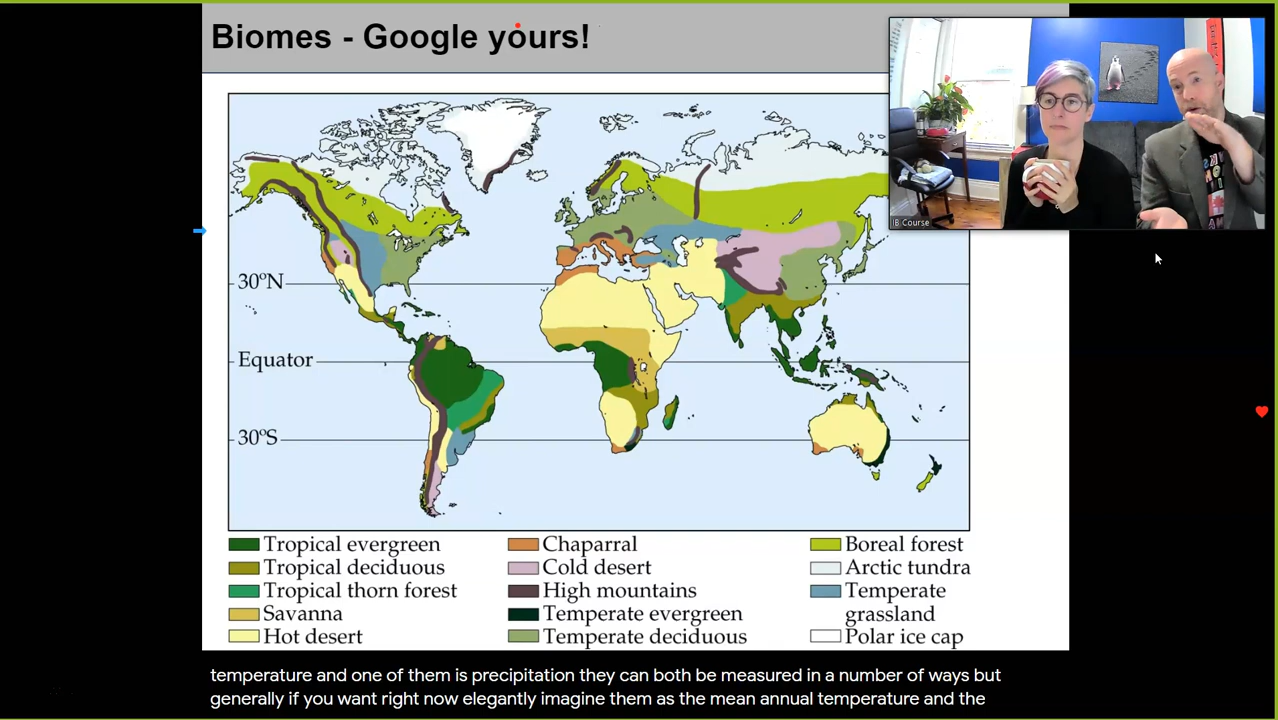 Biomes - Google yours!
IB Course
30ºN
Equator
30ºS
Tropical evergreen
Tropical deciduous
Tropical thorn forest
Savanna
Hot desert
Chaparral
Cold desert
High mountains
Temperate evergreen
Temperate deciduous
Boreal forest
Arctic tundra
Temperate
grassland
Polar ice cap
temperature and one of them is precipitation they can both be measured in a number of ways but
generally if you want right now elegantly imagine them as the mean annual temperature and the